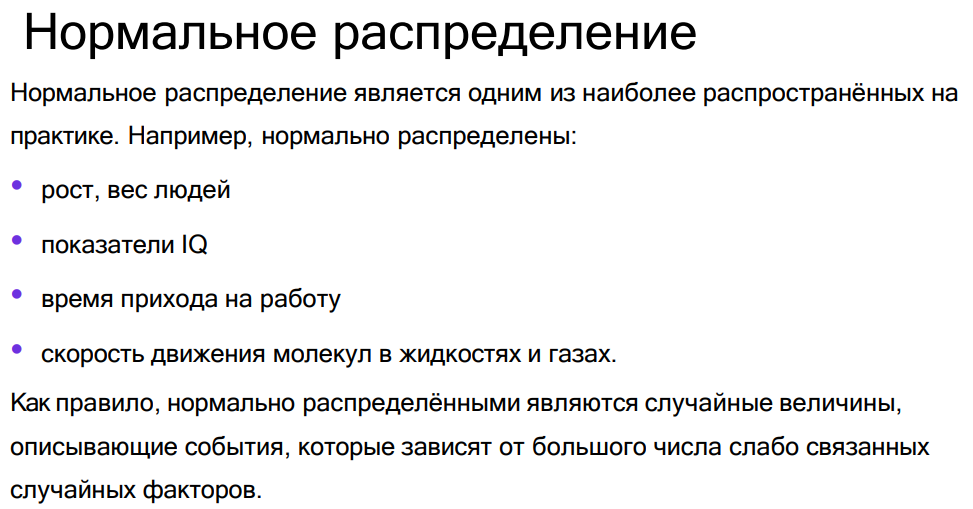 Нормальное распределение
Нормальное распределение является одним из наиболее распространённых на
практике. Например, нормально распределены:
• рост, вес людей
• показатели IQ
• время прихода на работу
• скорость движения молекул в жидкостях и газах.
Как правило, нормально распределёнными являются случайные величины,
описывающие события, которые зависят от большого числа слабо связанных
случайных факторов.